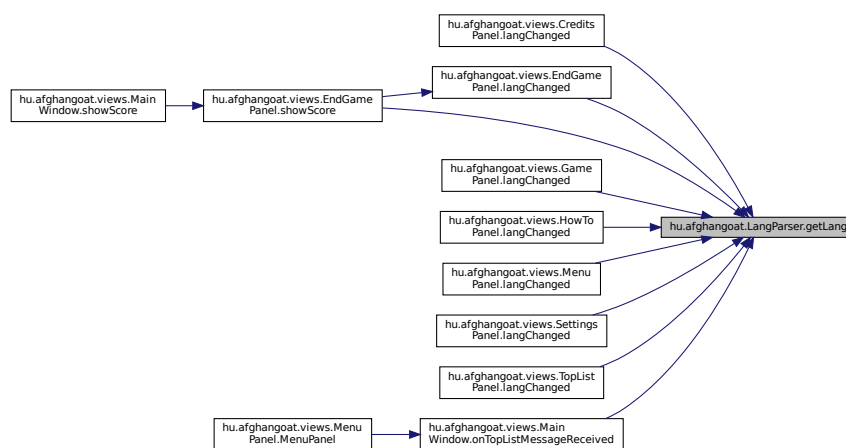 hu.afghangoat.views.Credits
Panel.langChanged
hu.afghangoat.views.EndGame
Panel.langChanged
hu.afghangoat.views.Main
Window.showScore
hu.afghangoat.views.EndGame
Panel.showScore
hu.afghangoat.views.Game
Panel.langChanged
hu.afghangoat.views.HowTo
Panel.langChanged
hu.afghangoat.LangParser.getLang
hu.afghangoat.views.Menu
Panel.langChanged
hu.afghangoat.views.Settings
Panel.langChanged
hu.afghangoat.views.TopList
Panel.langChanged
hu.afghangoat.views.Menu
Panel.MenuPanel
hu.afghangoat.views.Main
Window.onTopListMessageReceived